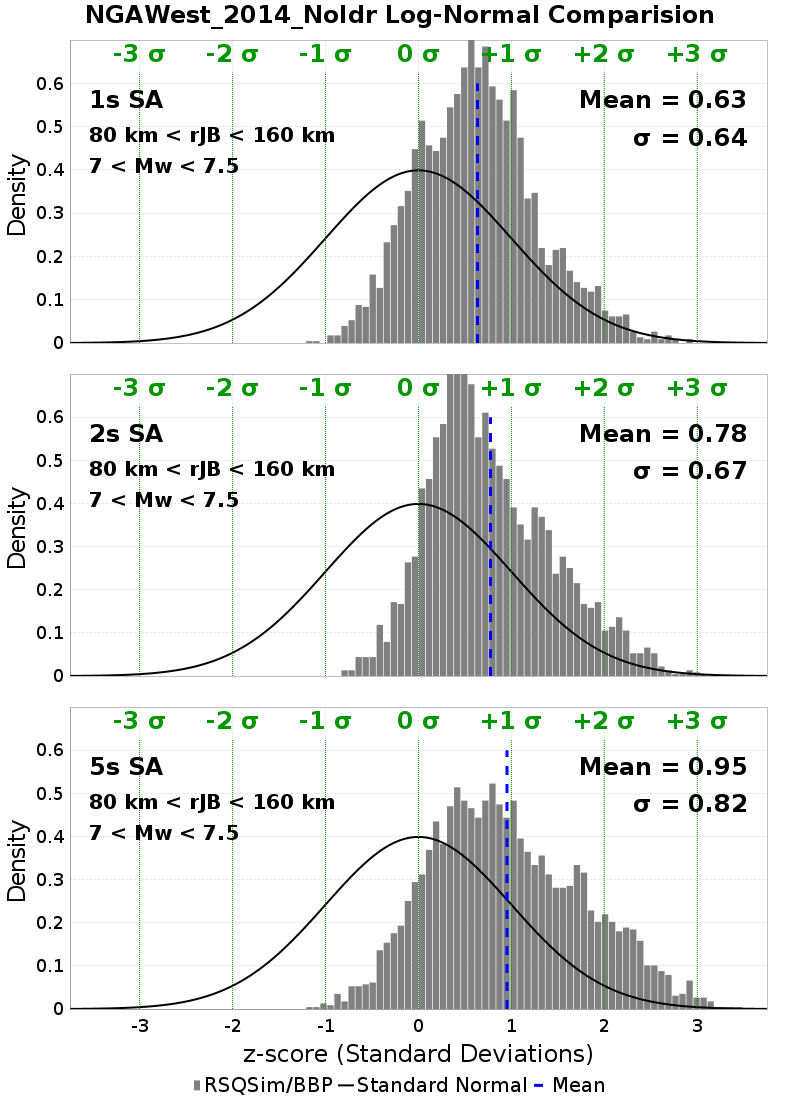 NGAWest_2014_NoIdr Log-Normal Comparision
-3 σ -2 σ -1 σ 0 σ +1 σ +2 σ +3 σ
1s SA Mean = 0.63
80 km < rJB < 160 km σ = 0.64
7 < Mw < 7.5
Density
0.6
0.5
0.4
0.3
0.2
0.1
0
-3 σ -2 σ -1 σ 0 σ +1 σ +2 σ +3 σ
2s SA Mean = 0.78
80 km < rJB < 160 km σ = 0.67
7 < Mw < 7.5
Density
0.6
0.5
0.4
0.3
0.2
0.1
0
-3 σ -2 σ -1 σ 0 σ +1 σ +2 σ +3 σ
5s SA Mean = 0.95
80 km < rJB < 160 km σ = 0.82
7 < Mw < 7.5
Density
0.6
0.5
0.4
0.3
0.2
0.1
0
-3 -2 -1 0 1 2 3
z-score (Standard Deviations)
RSQSim/BBP Standard Normal Mean